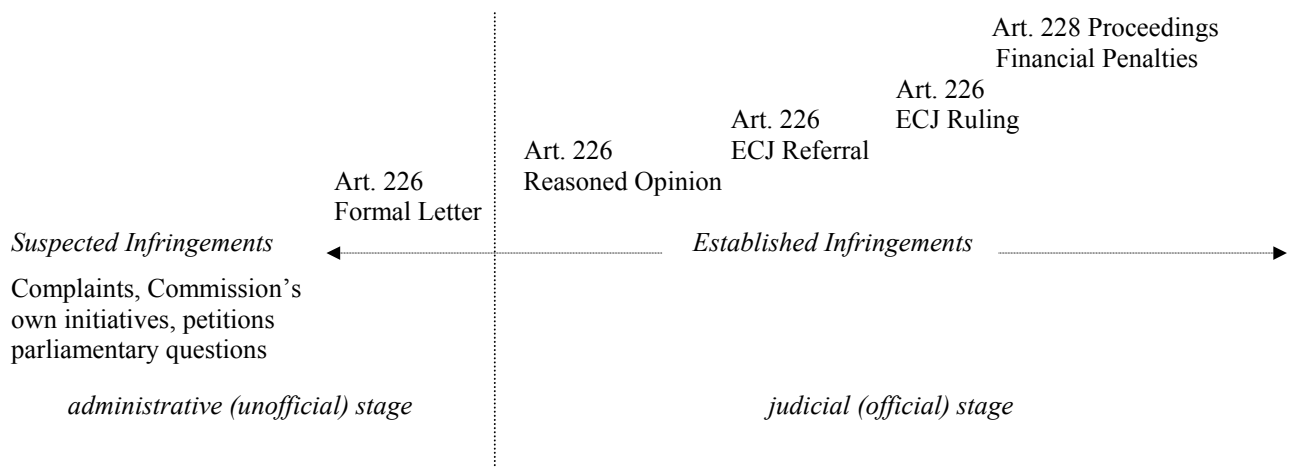 Art. 228 Proceedings
Financial Penalties
Art. 226
ECJ Ruling
Art. 226
ECJ Referral
Art. 226
Reasoned Opinion
Art. 226
Formal Letter
Suspected Infringements
Established Infringements
Complaints, Commission’s
own initiatives, petitions
parliamentary questions
administrative (unofficial) stage
judicial (official) stage